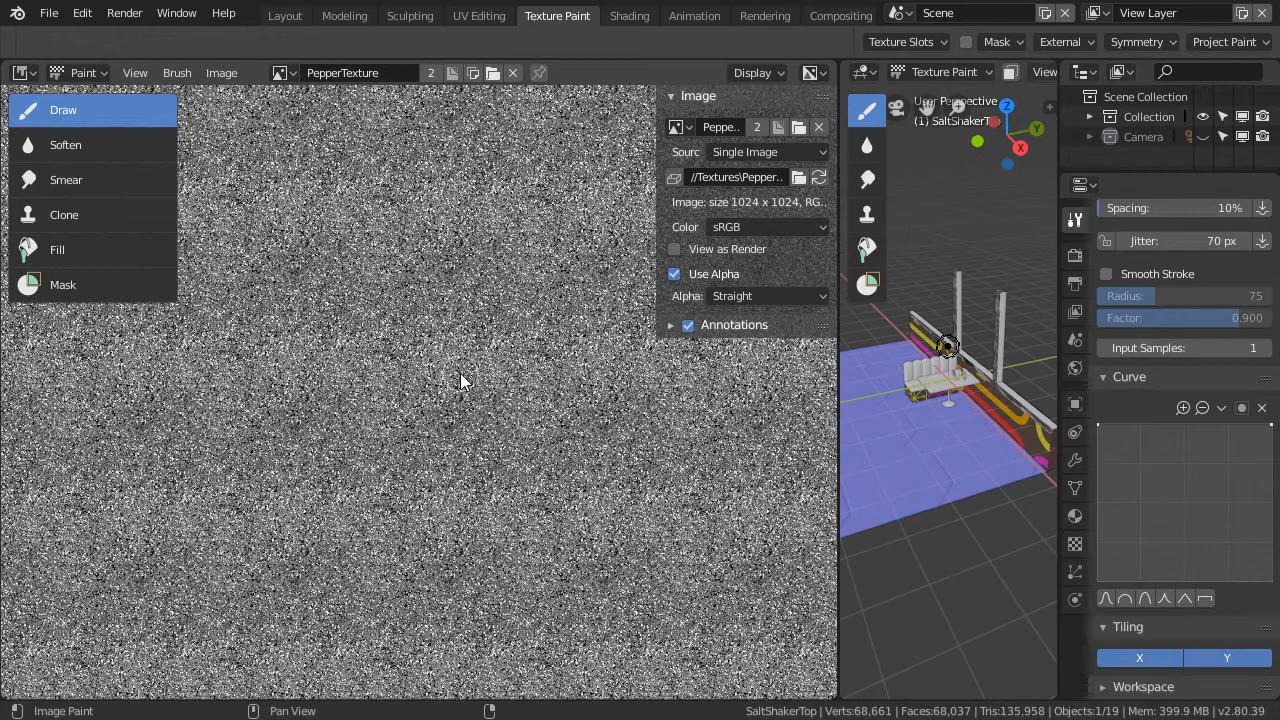 File Edit Render Window Help Layout Modeling Sculpting UV Editing Texture Paint Shading Animation Rendering Compositing Scene View Layer
Texture Slots Mask External Symmetry Project Paint
Paint View Brush Image PepperTexture 2 Display Texture Paint View
Draw
Soften
Smear
Clone
Fill
Mask
Image
Peppe.. 2
Sourc Single Image
//Textures\Pepper..
Image: size 1024 x 1024, RG..
Color sRGB
View as Render
Use Alpha
Alpha: Straight
Annotations
User Perspective
(1) SaltShakerTop
Z
Y
X
Scene Collection
Collection
Camera
Spacing: 10%
Jitter: 70 px
Smooth Stroke
Radius: 75
Factor: 0.900
Input Samples: 1
Curve
Tiling
X Y
Workspace
Image Paint Pan View SaltShakerTop | Verts:68,661 | Faces:68,037 | Tris:135,958 | Objects:1/19 | Mem: 399.9 MB | v2.80.39